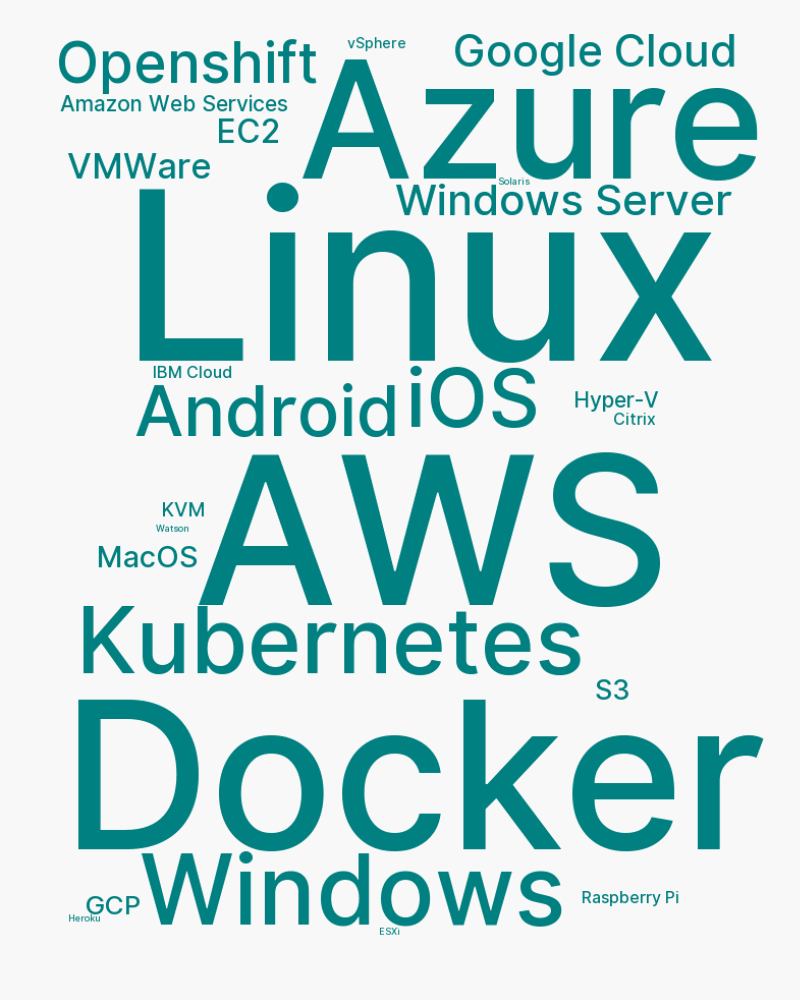 vSphere
Google Cloud
Openshift
Amazon Web Services
Azure
EC2
VMWare
Solaris
Windows Server
Linux
IBM Cloud
iOS
Android
Hyper-V
Citrix
AWS
KVM
Watson
MacOS
Kubernetes
S3
Docker
Windows
Raspberry Pi
GCP
Heroku
ESXi